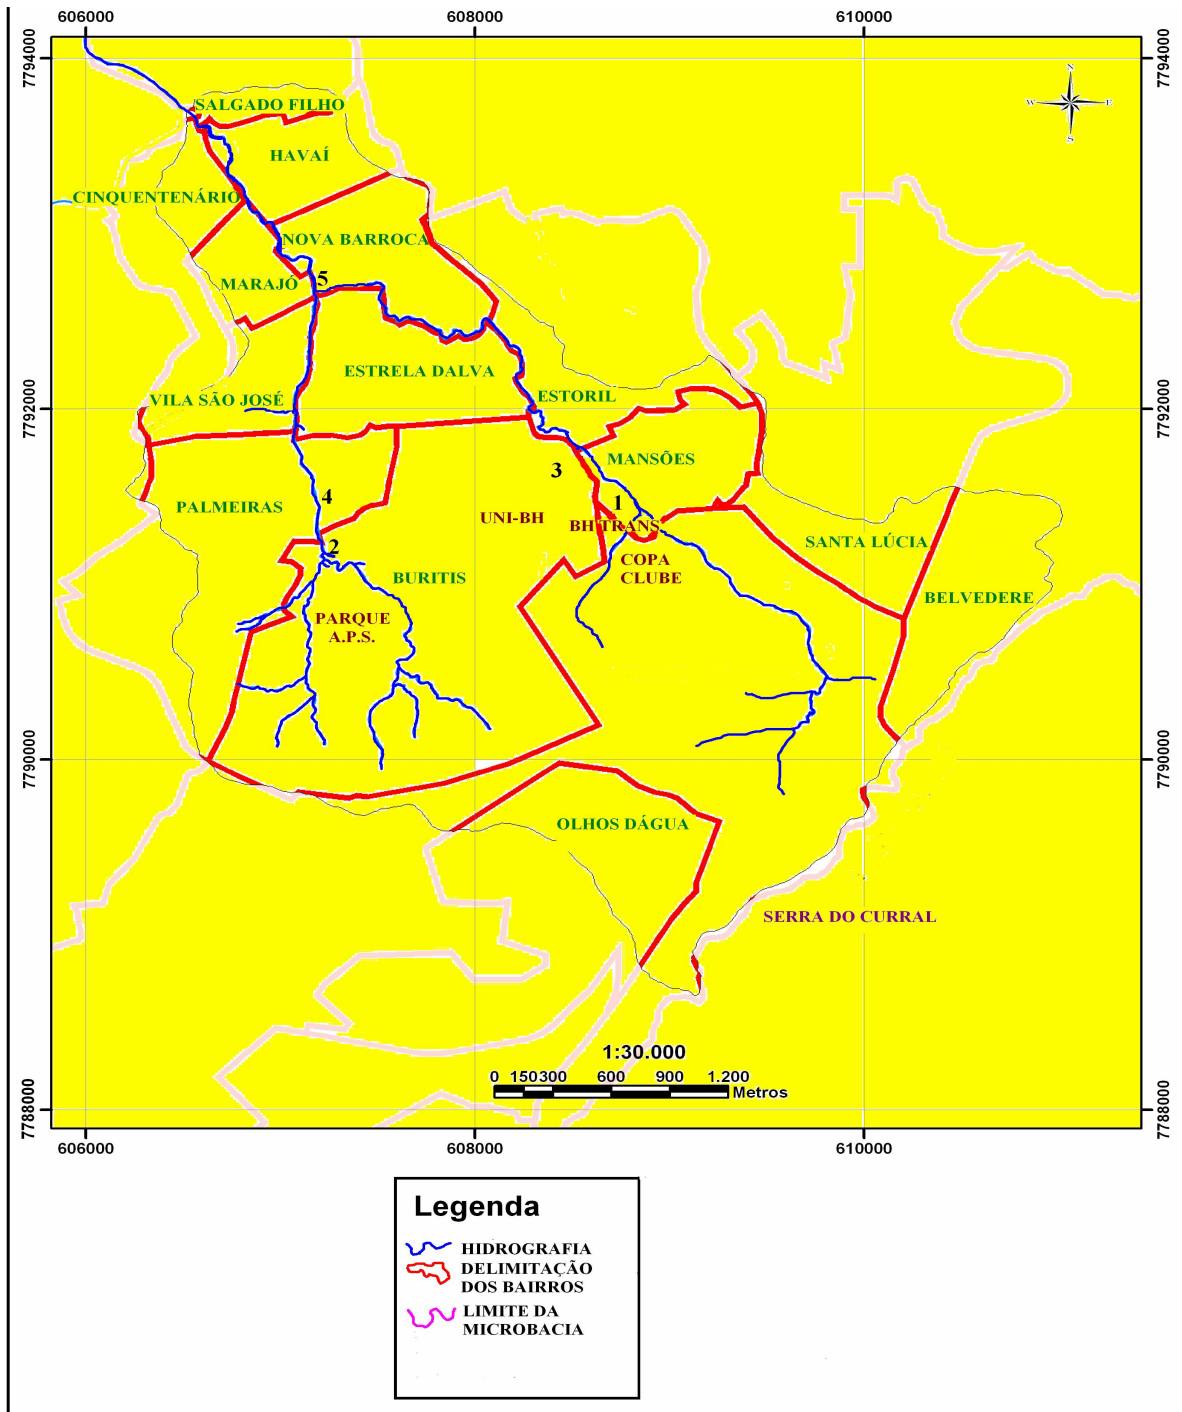 606000
608000
610000
7794000
7794000
N
W
E
S
SALGADO FILHO
HAVAÍ
CINQUENTENÁRIO
NOVA BARROCA
5
MARAJÓ
ESTRELA DALVA
ESTORIL
VILA SÃO JOSÉ
7792000
7792000
MANSÕES
3
4
1
PALMEIRAS
UNI-BH
BH TRANS
SANTA LÚCIA
2
COPA
CLUBE
BURITIS
BELVEDERE
PARQUE
A.P.S.
7790000
7790000
OLHOS DÁGUA
SERRA DO CURRAL
1:30.000
0 150 300 600 900 1.200
Metros
7788000
7788000
606000
608000
610000
Legenda
HIDROGRAFIA
DELIMITAÇÃO
DOS BAIRROS
LIMITE DA
MICROBACIA